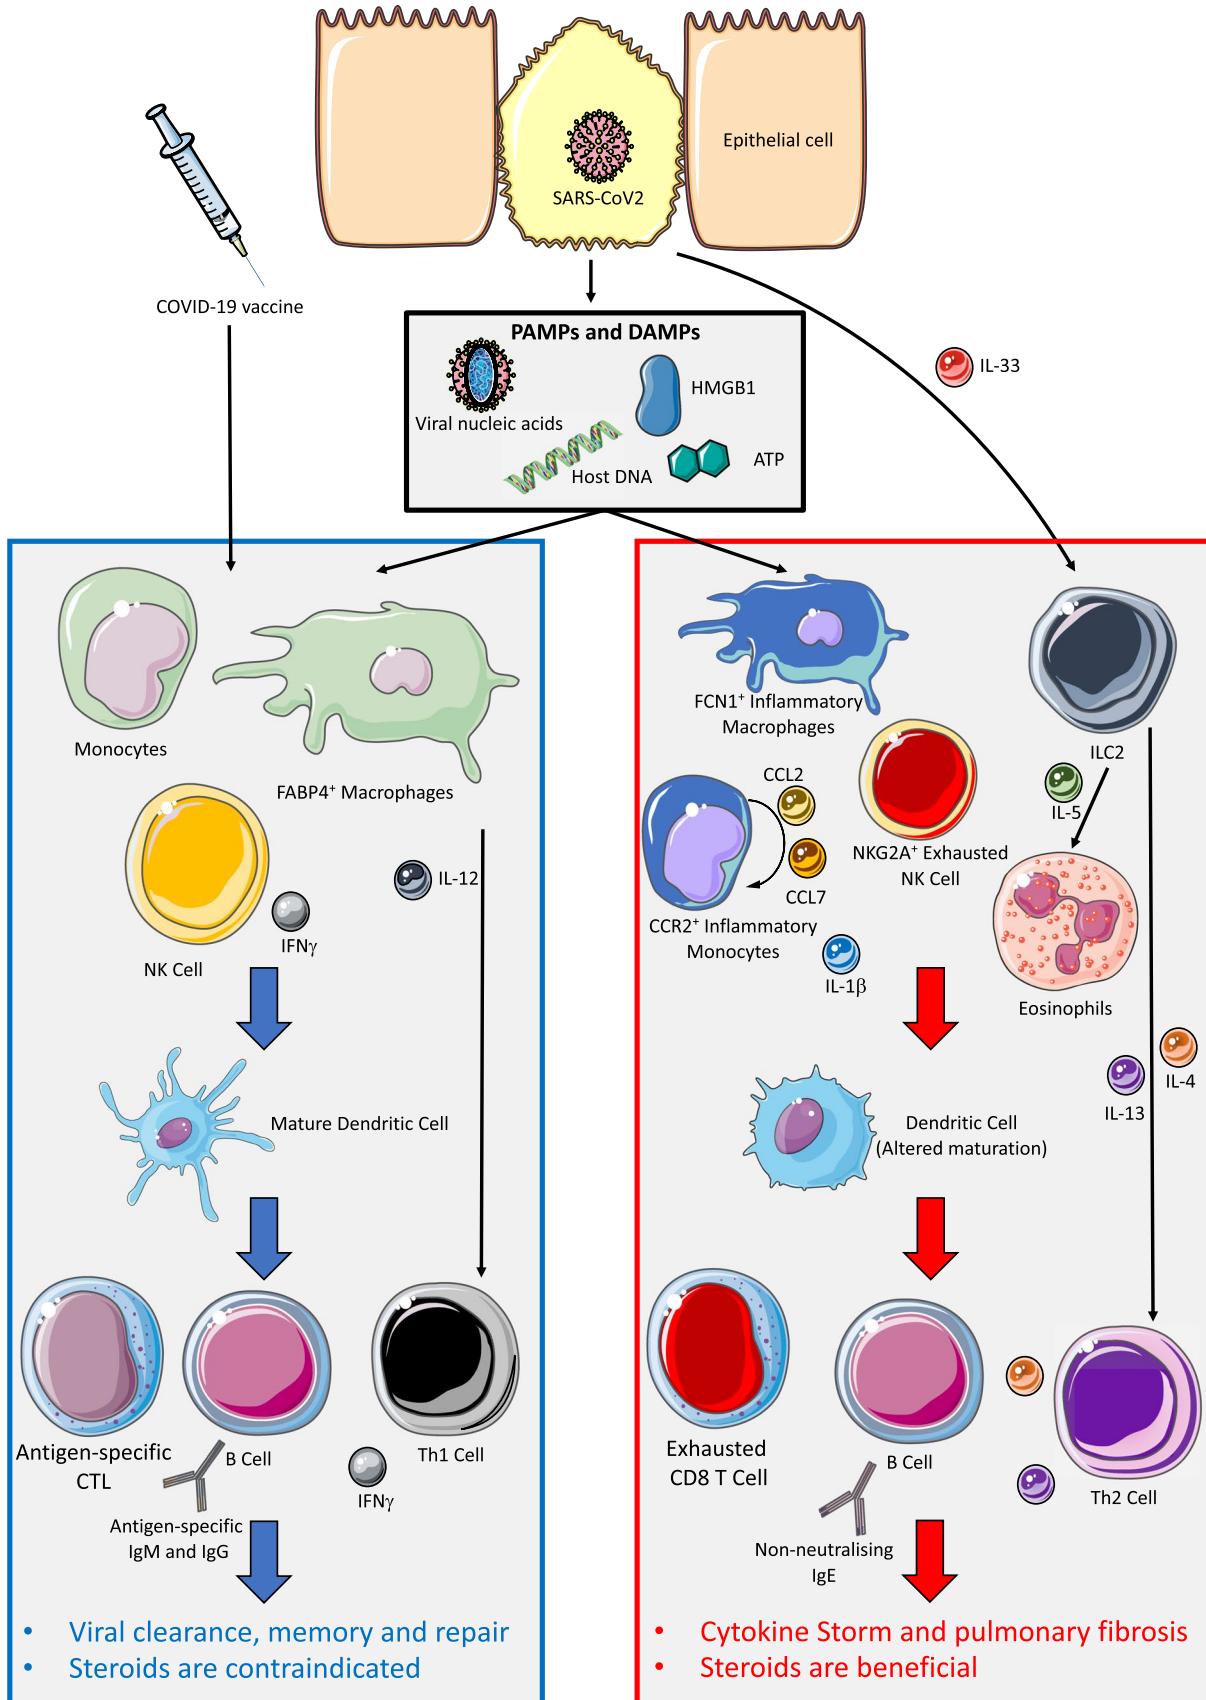 Epithelial cell
SARS-CoV2
COVID-19 vaccine
PAMPs and DAMPs
Viral nucleic acids
HMGB1
Host DNA
ATP
IL-33
Monocytes
FABP4⁺ Macrophages
NK Cell
IFNγ
IL-12
Mature Dendritic Cell
Antigen-specific
CTL
B Cell
Antigen-specific
IgM and IgG
IFNγ
Th1 Cell
• Viral clearance, memory and repair
• Steroids are contraindicated
FCN1⁺ Inflammatory
Macrophages
ILC2
CCL2
CCL7
IL-5
NKG2A⁺ Exhausted
NK Cell
CCR2⁺ Inflammatory
Monocytes
IL-1β
Eosinophils
IL-4
IL-13
Dendritic Cell
(Altered maturation)
Exhausted
CD8 T Cell
B Cell
Non-neutralising
IgE
Th2 Cell
• Cytokine Storm and pulmonary fibrosis
• Steroids are beneficial